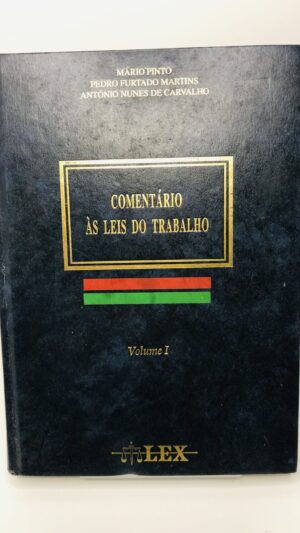 MÁRIO PINTO
PEDRO FURTADO MARTINS
ANTÓNIO NUNES DE CARVALHO
COMENTÁRIO
ÀS LEIS DO TRABALHO
Volume I
LEX